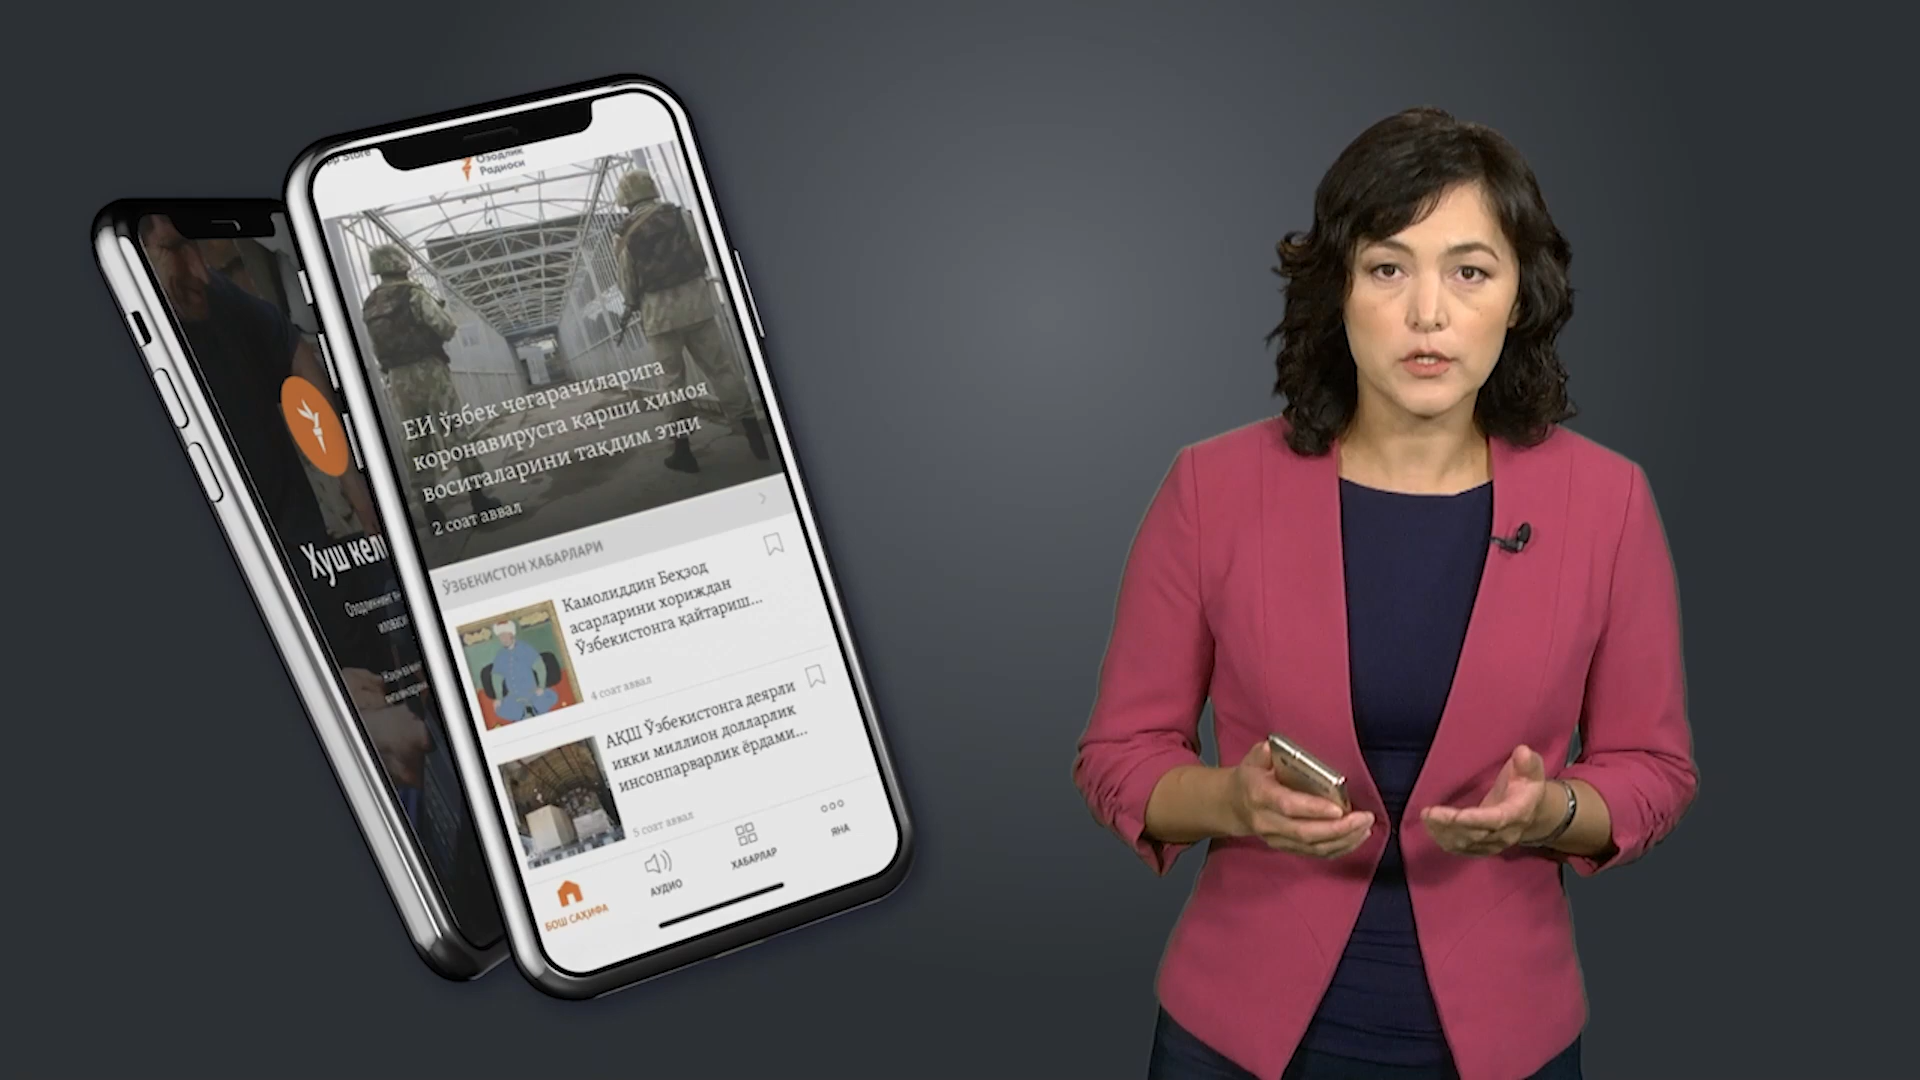 Хуш
Озодлик
Радиоси
ЕИ ўзбек чегарачиларига
коронавирусга қарши ҳимоя
воситаларини тақдим этди
2 соат аввал
ЎЗБЕКИСТОН ХАБАРЛАРИ
Камолиддин Беҳзод
асарларини хориждан
Ўзбекистонга қайтариш...
4 соат аввал
АҚШ Ўзбекистонга деярли
икки миллион долларлик
инсонпарварлик ёрдами...
5 соат аввал
БОШ САҲИФА
АУДИО
ХАБАРЛАР
ЯНА